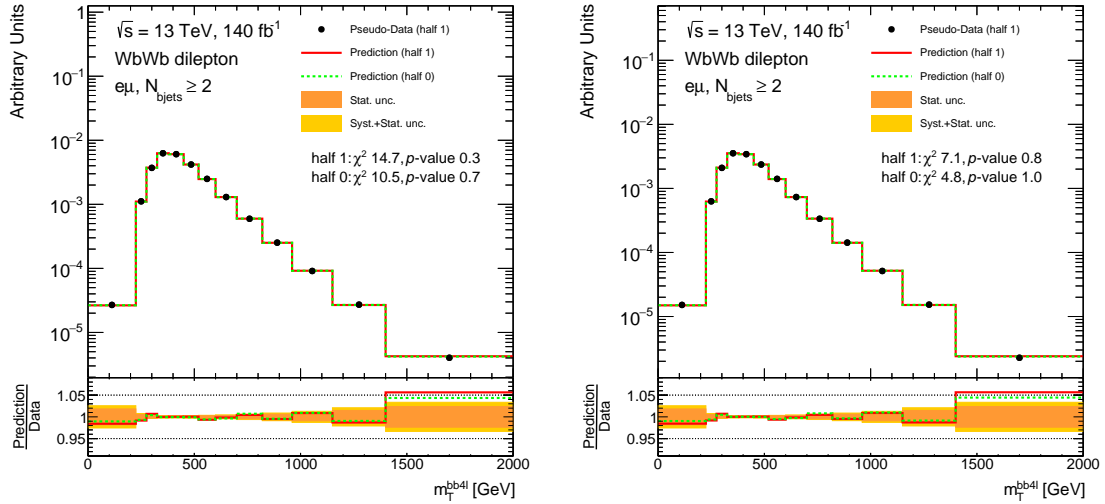 Arbitrary Units
1
10⁻¹
10⁻²
10⁻³
10⁻⁴
10⁻⁵
√s = 13 TeV, 140 fb⁻¹
WbWb dilepton
eμ, N_bjets ≥ 2
Pseudo-Data (half 1)
Prediction (half 1)
Prediction (half 0)
Stat. unc.
Syst.+Stat. unc.
half 1: χ² 14.7, p-value 0.3
half 0: χ² 10.5, p-value 0.7
Prediction
Data
1.05
1
0.95
0 500 1000 1500 2000
m_T^bb4l [GeV]
Arbitrary Units
10⁻¹
10⁻²
10⁻³
10⁻⁴
10⁻⁵
√s = 13 TeV, 140 fb⁻¹
WbWb dilepton
eμ, N_bjets ≥ 2
Pseudo-Data (half 1)
Prediction (half 1)
Prediction (half 0)
Stat. unc.
Syst.+Stat. unc.
half 1: χ² 7.1, p-value 0.8
half 0: χ² 4.8, p-value 1.0
Prediction
Data
1.05
1
0.95
0 500 1000 1500 2000
m_T^bb4l [GeV]